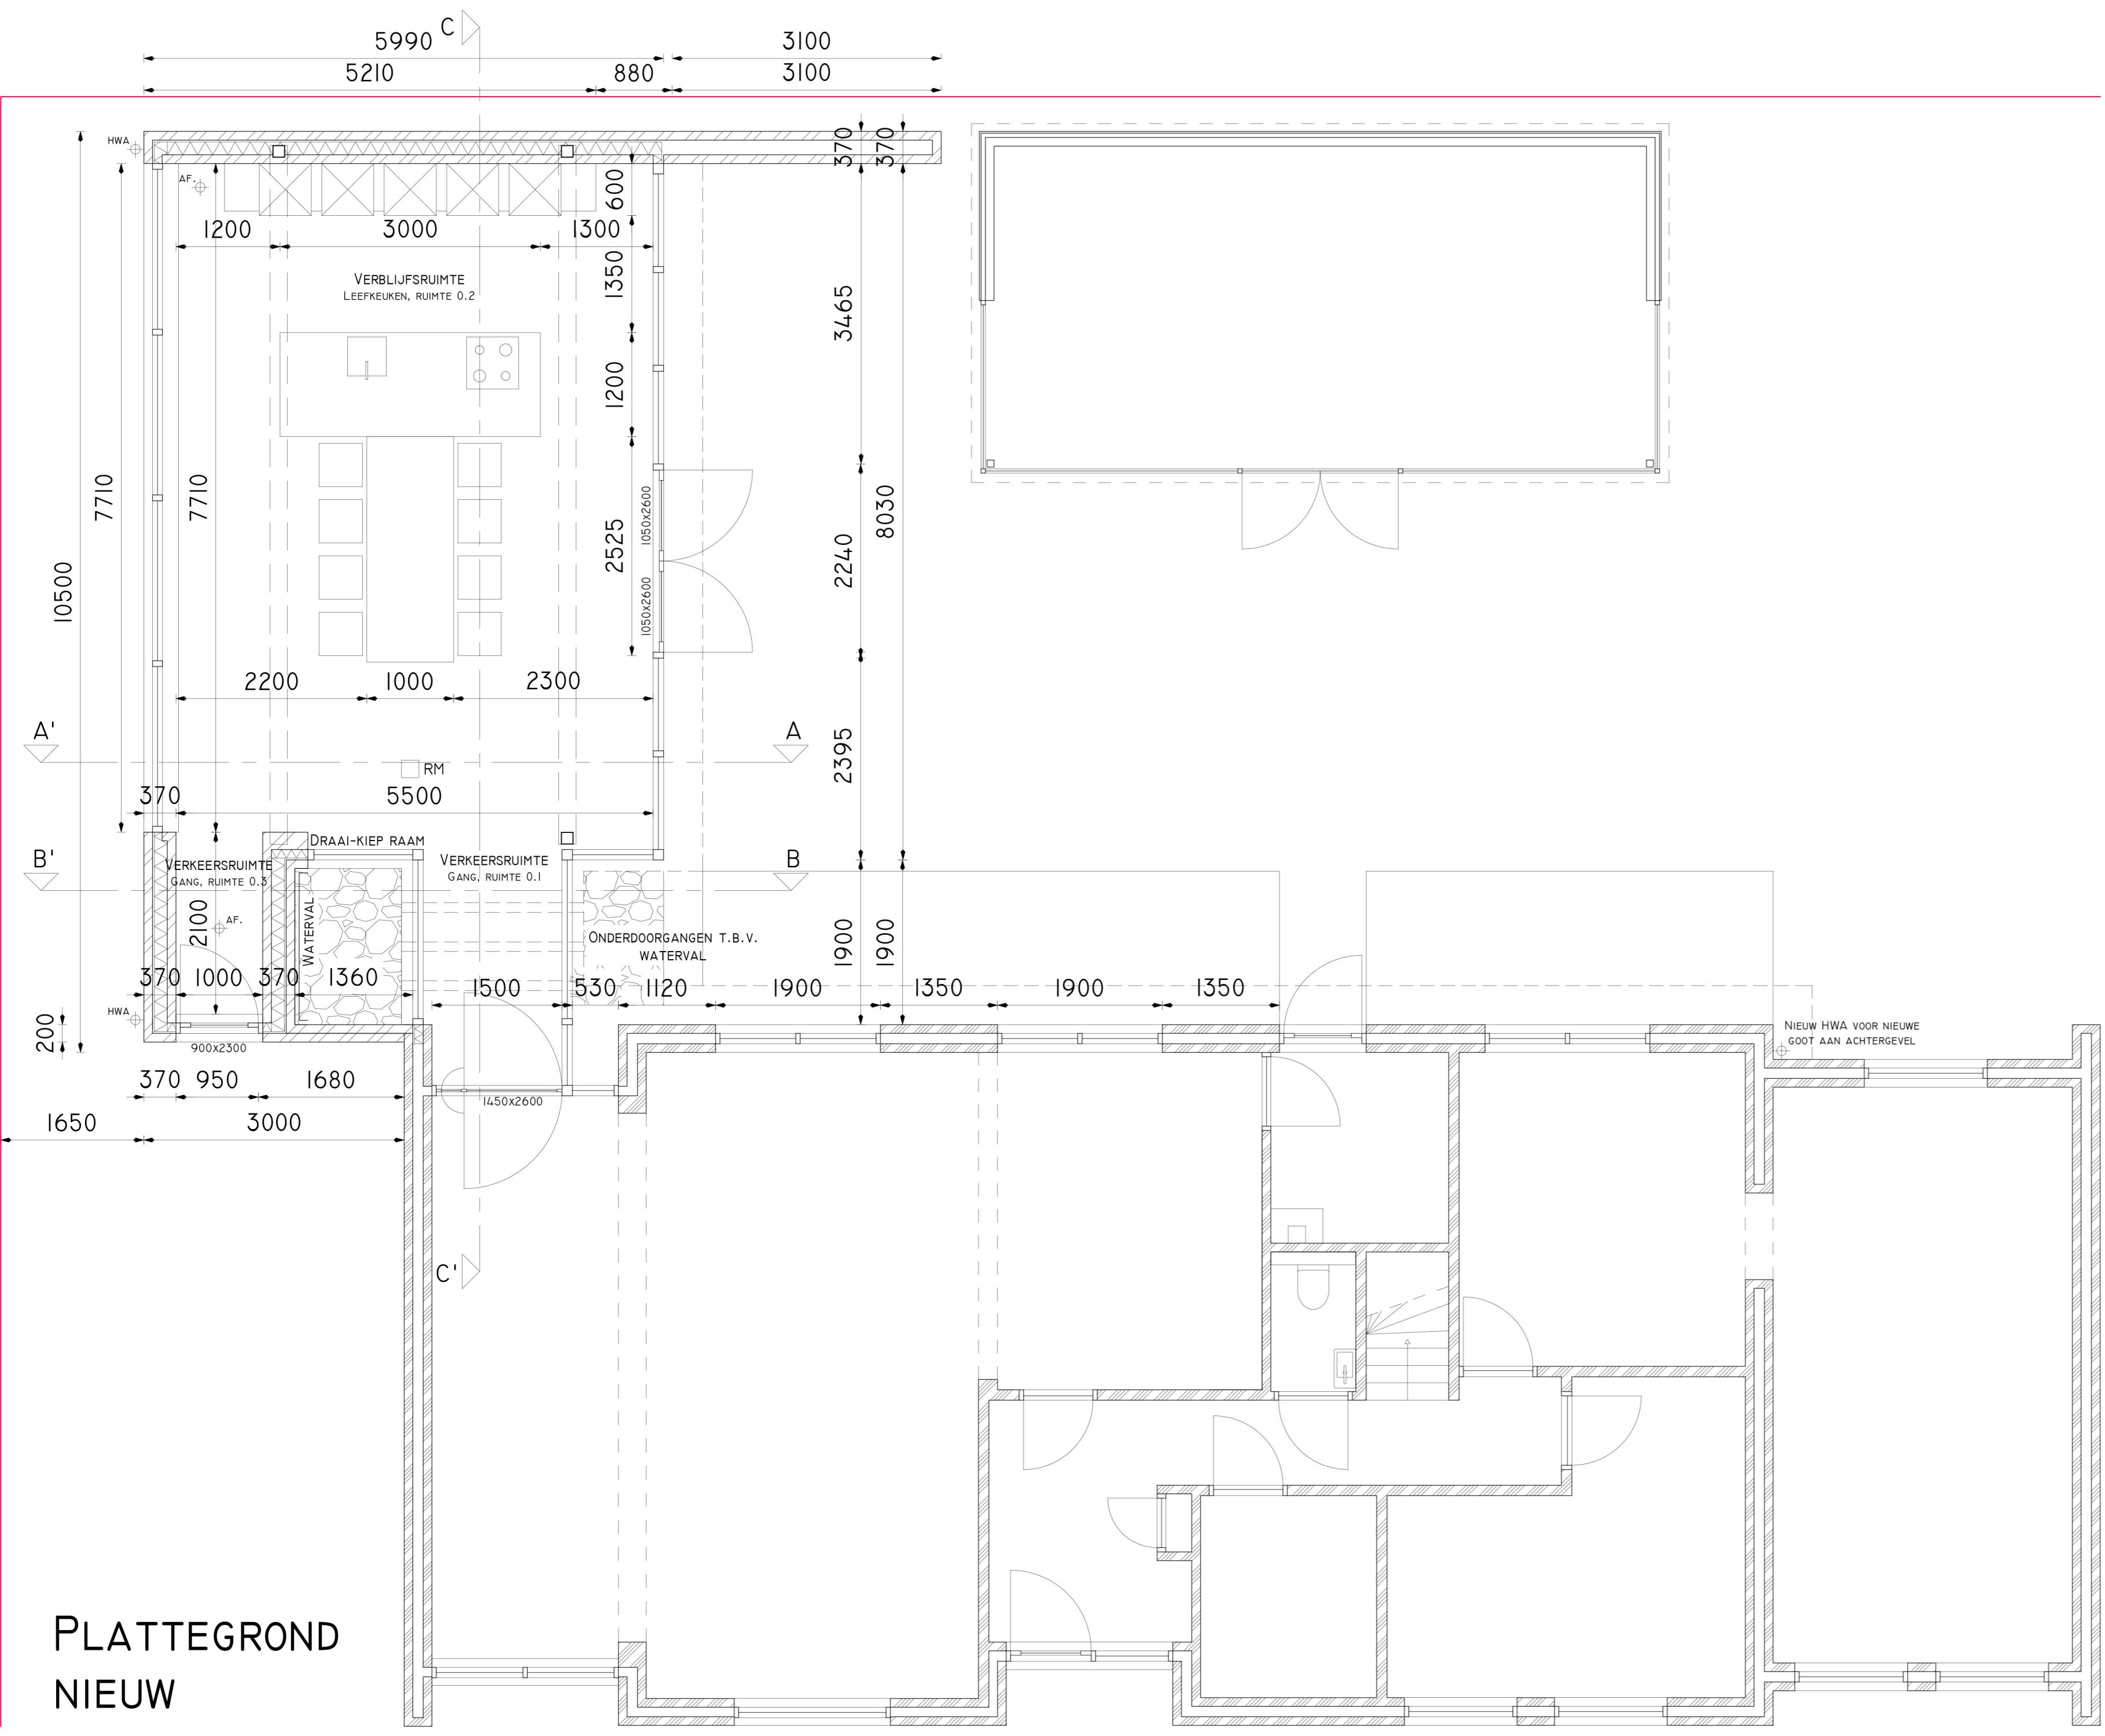 C
5990
3100
5210
880
3100
HWA
370
370
AF.
600
1200
3000
1300
VERBLIJFSRUIMTE
LEEFKEUKEN, RUIMTE 0.2
1350
3465
1200
7710
7710
2525
1050x2600
8030
10500
1050x2600
2240
2200
1000
2300
A'
A
2395
RM
370
5500
DRAAI-KIEP RAAM
B'
VERKEERSRUIMTE
GANG, RUIMTE 0.3
VERKEERSRUIMTE
GANG, RUIMTE 0.1
B
2100
AF.
WATERVAL
ONDERDOORGANGEN T.B.V.
WATERVAL
1900
1900
370
1000
370
1360
1500
530
1120
1900
1350
1900
1350
HWA
200
900x2300
NIEUW HWA VOOR NIEUWE
GOOT AAN ACHTERGEVEL
370
950
1680
1450x2600
1650
3000
C'
PLATTEGROND
NIEUW